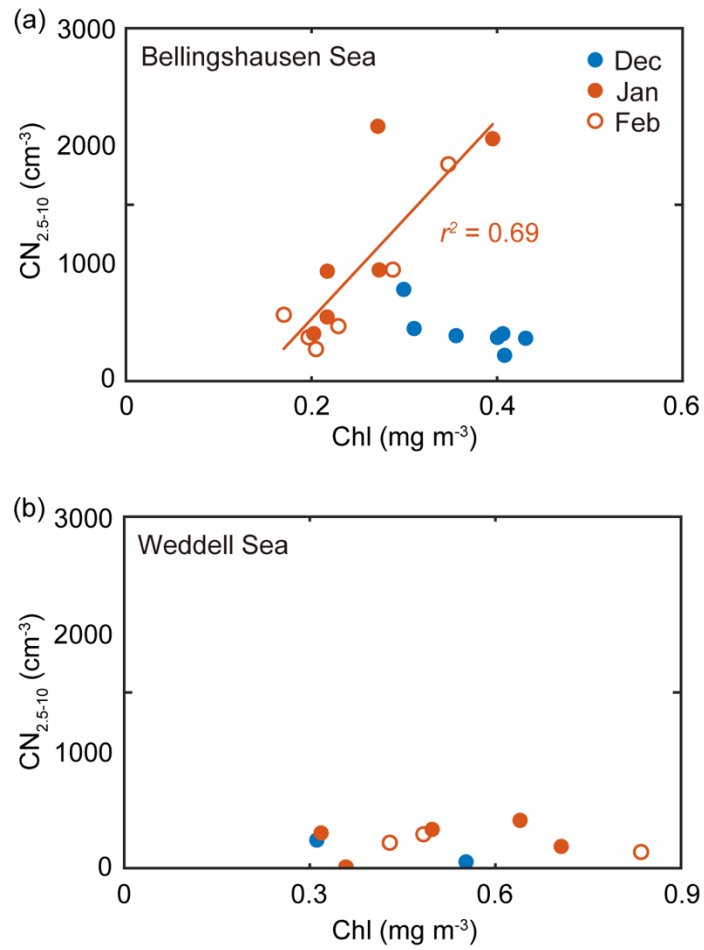 (a)
3000
Bellingshausen Sea
Dec
Jan
Feb
2000
1000
0
CN2.5-10 (cm-3)
r2 = 0.69
0 0.2 0.4 0.6
Chl (mg m-3)
(b)
3000
Weddell Sea
2000
1000
0
CN2.5-10 (cm-3)
0 0.3 0.6 0.9
Chl (mg m-3)